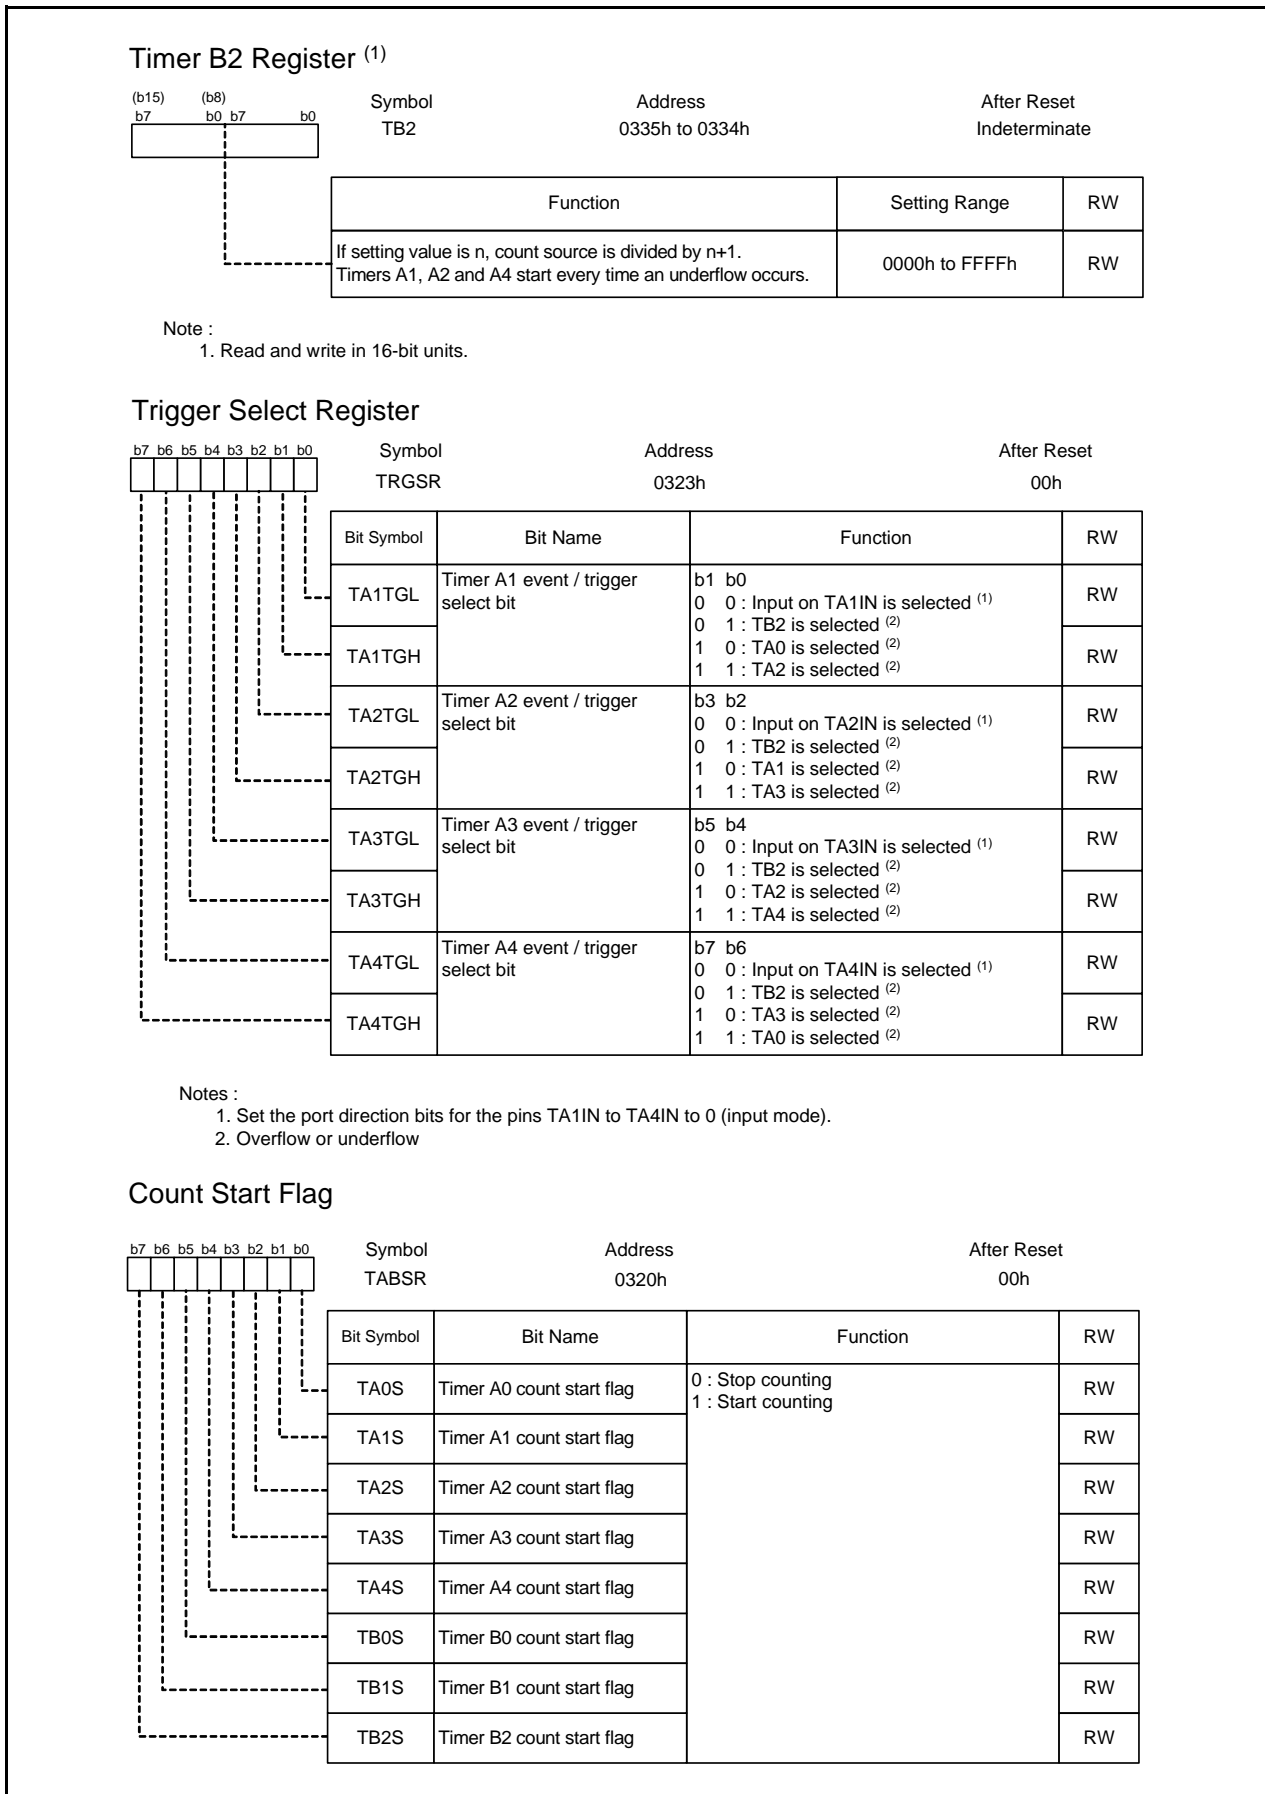 Timer B2 Register (1)
(b15) (b8)
b7 b0 b7 b0
Symbol Address After Reset
TB2 0335h to 0334h Indeterminate
Function Setting Range RW
If setting value is n, count source is divided by n+1.
Timers A1, A2 and A4 start every time an underflow occurs.
0000h to FFFFh RW
Note :
1. Read and write in 16-bit units.
Trigger Select Register
b7 b6 b5 b4 b3 b2 b1 b0
Symbol Address After Reset
TRGSR 0323h 00h
Bit Symbol Bit Name Function RW
TA1TGL Timer A1 event / trigger
select bit
b1 b0
0 0 : Input on TA1IN is selected (1)
0 1 : TB2 is selected (2)
1 0 : TA0 is selected (2)
1 1 : TA2 is selected (2)
RW
TA1TGH RW
TA2TGL Timer A2 event / trigger
select bit
b3 b2
0 0 : Input on TA2IN is selected (1)
0 1 : TB2 is selected (2)
1 0 : TA1 is selected (2)
1 1 : TA3 is selected (2)
RW
TA2TGH RW
TA3TGL Timer A3 event / trigger
select bit
b5 b4
0 0 : Input on TA3IN is selected (1)
0 1 : TB2 is selected (2)
1 0 : TA2 is selected (2)
1 1 : TA4 is selected (2)
RW
TA3TGH RW
TA4TGL Timer A4 event / trigger
select bit
b7 b6
0 0 : Input on TA4IN is selected (1)
0 1 : TB2 is selected (2)
1 0 : TA3 is selected (2)
1 1 : TA0 is selected (2)
RW
TA4TGH RW
Notes :
1. Set the port direction bits for the pins TA1IN to TA4IN to 0 (input mode).
2. Overflow or underflow
Count Start Flag
b7 b6 b5 b4 b3 b2 b1 b0
Symbol Address After Reset
TABSR 0320h 00h
Bit Symbol Bit Name Function RW
TA0S Timer A0 count start flag
0 : Stop counting
1 : Start counting
RW
TA1S Timer A1 count start flag RW
TA2S Timer A2 count start flag RW
TA3S Timer A3 count start flag RW
TA4S Timer A4 count start flag RW
TB0S Timer B0 count start flag RW
TB1S Timer B1 count start flag RW
TB2S Timer B2 count start flag RW